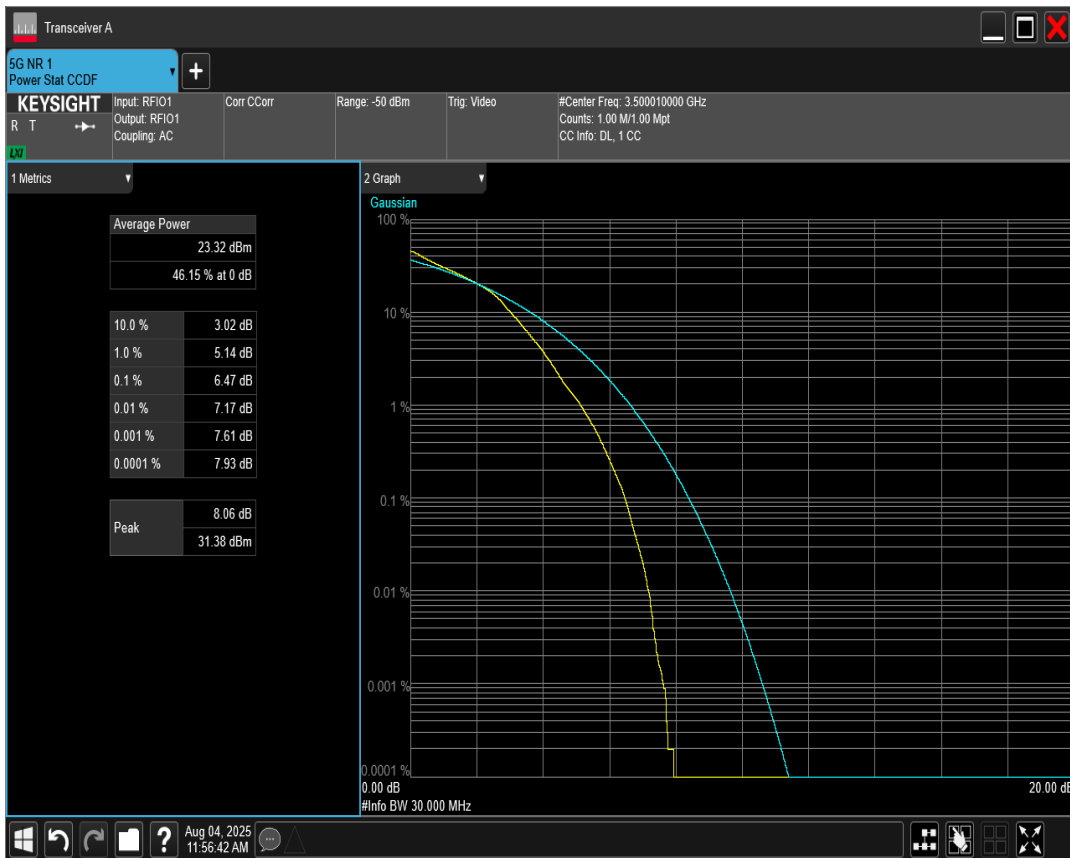 Transceiver A
5G NR 1
Power Stat CCDF
KEYSIGHT
R T
LXI
Input: RFIO1
Output: RFIO1
Coupling: AC
Corr CCorr
Range: -50 dBm
Trig: Video
#Center Freq: 3.500010000 GHz
Counts: 1.00 M/1.00 Mpt
CC Info: DL, 1 CC
1 Metrics
Average Power
23.32 dBm
46.15 % at 0 dB
10.0 % 3.02 dB
1.0 % 5.14 dB
0.1 % 6.47 dB
0.01 % 7.17 dB
0.001 % 7.61 dB
0.0001 % 7.93 dB
Peak
8.06 dB
31.38 dBm
2 Graph
Gaussian
100 %
10 %
1 %
0.1 %
0.01 %
0.001 %
0.0001 %
0.00 dB 20.00 dB
#Info BW 30.000 MHz
Aug 04, 2025
11:56:42 AM